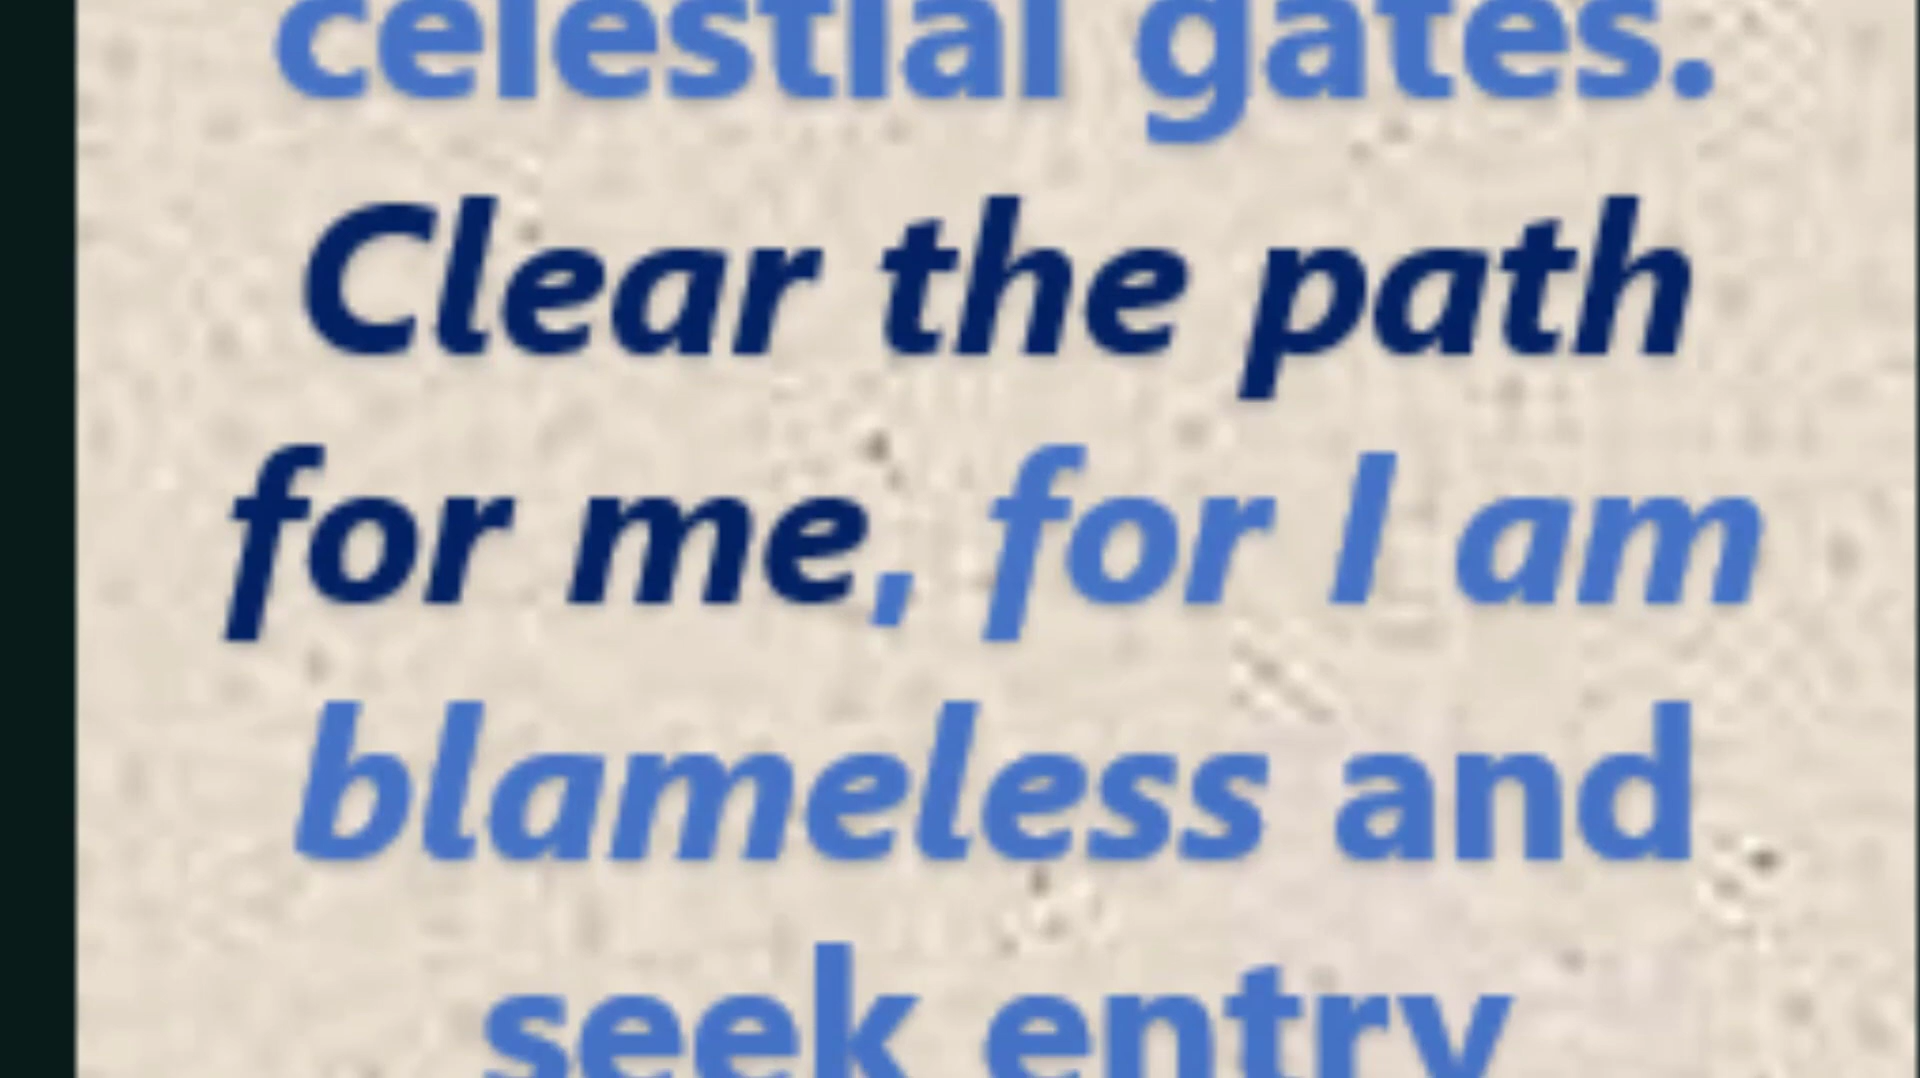 celestial gates.
Clear the path
for me, for I am
blameless and
seek entry